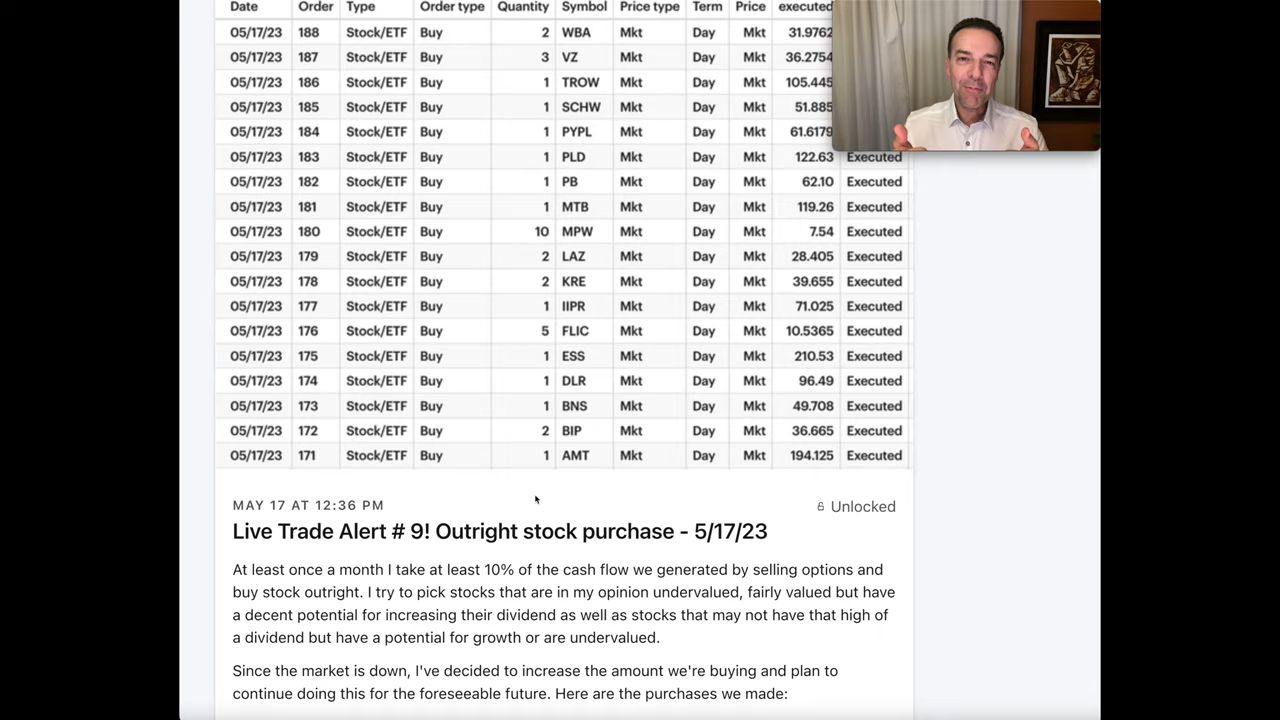 Date Order Type Order type Quantity Symbol Price type Term Price executed
05/17/23 188 Stock/ETF Buy 2 WBA Mkt Day Mkt 31.9762
05/17/23 187 Stock/ETF Buy 3 VZ Mkt Day Mkt 36.2754
05/17/23 186 Stock/ETF Buy 1 TROW Mkt Day Mkt 105.445
05/17/23 185 Stock/ETF Buy 1 SCHW Mkt Day Mkt 51.885
05/17/23 184 Stock/ETF Buy 1 PYPL Mkt Day Mkt 61.6179
05/17/23 183 Stock/ETF Buy 1 PLD Mkt Day Mkt 122.63 Executed
05/17/23 182 Stock/ETF Buy 1 PB Mkt Day Mkt 62.10 Executed
05/17/23 181 Stock/ETF Buy 1 MTB Mkt Day Mkt 119.26 Executed
05/17/23 180 Stock/ETF Buy 10 MPW Mkt Day Mkt 7.54 Executed
05/17/23 179 Stock/ETF Buy 2 LAZ Mkt Day Mkt 28.405 Executed
05/17/23 178 Stock/ETF Buy 2 KRE Mkt Day Mkt 39.655 Executed
05/17/23 177 Stock/ETF Buy 1 IIPR Mkt Day Mkt 71.025 Executed
05/17/23 176 Stock/ETF Buy 5 FLIC Mkt Day Mkt 10.5365 Executed
05/17/23 175 Stock/ETF Buy 1 ESS Mkt Day Mkt 210.53 Executed
05/17/23 174 Stock/ETF Buy 1 DLR Mkt Day Mkt 96.49 Executed
05/17/23 173 Stock/ETF Buy 1 BNS Mkt Day Mkt 49.708 Executed
05/17/23 172 Stock/ETF Buy 2 BIP Mkt Day Mkt 36.665 Executed
05/17/23 171 Stock/ETF Buy 1 AMT Mkt Day Mkt 194.125 Executed
MAY 17 AT 12:36 PM Unlocked
Live Trade Alert # 9! Outright stock purchase - 5/17/23
At least once a month I take at least 10% of the cash flow we generated by selling options and
buy stock outright. I try to pick stocks that are in my opinion undervalued, fairly valued but have
a decent potential for increasing their dividend as well as stocks that may not have that high of
a dividend but have a potential for growth or are undervalued.
Since the market is down, I've decided to increase the amount we're buying and plan to
continue doing this for the foreseeable future. Here are the purchases we made: